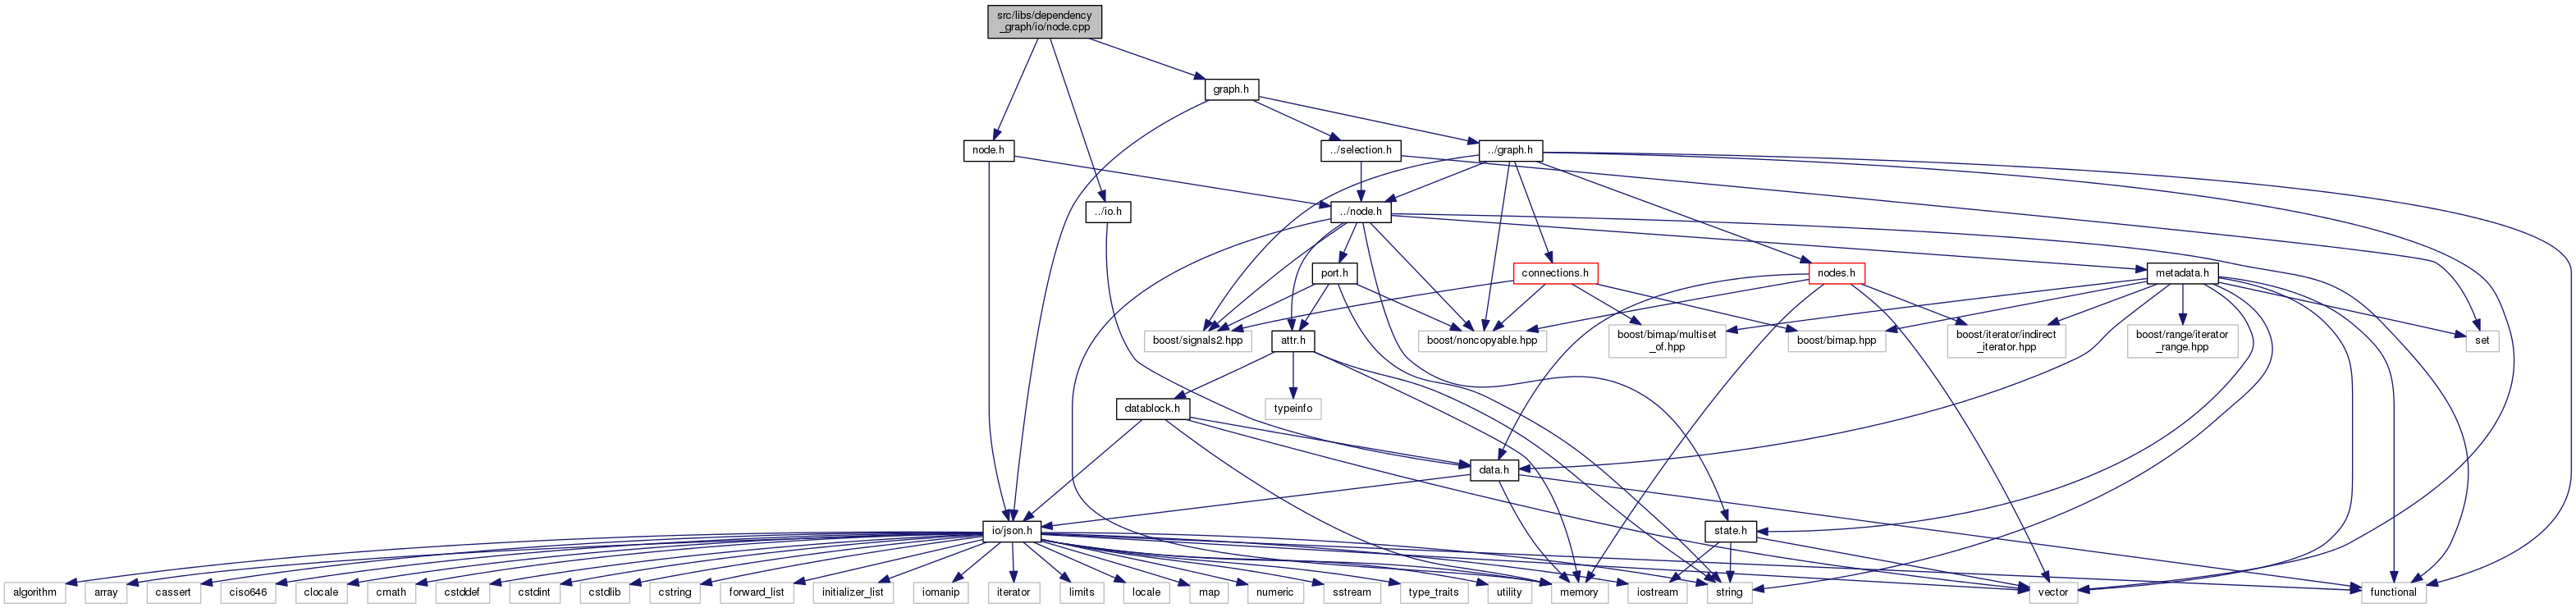 src/libs/dependency
_graph/io/node.cpp
graph.h
node.h
../selection.h
../graph.h
../io.h
../node.h
port.h
connections.h
nodes.h
metadata.h
boost/signals2.hpp
attr.h
boost/noncopyable.hpp
boost/bimap/multiset
_of.hpp
boost/bimap.hpp
boost/iterator/indirect
_iterator.hpp
boost/range/iterator
_range.hpp
set
datablock.h
typeinfo
data.h
io/json.h
state.h
algorithm
array
cassert
ciso646
clocale
cmath
cstddef
cstdint
cstdlib
cstring
forward_list
initializer_list
iomanip
iterator
limits
locale
map
numeric
sstream
type_traits
utility
memory
iostream
string
vector
functional